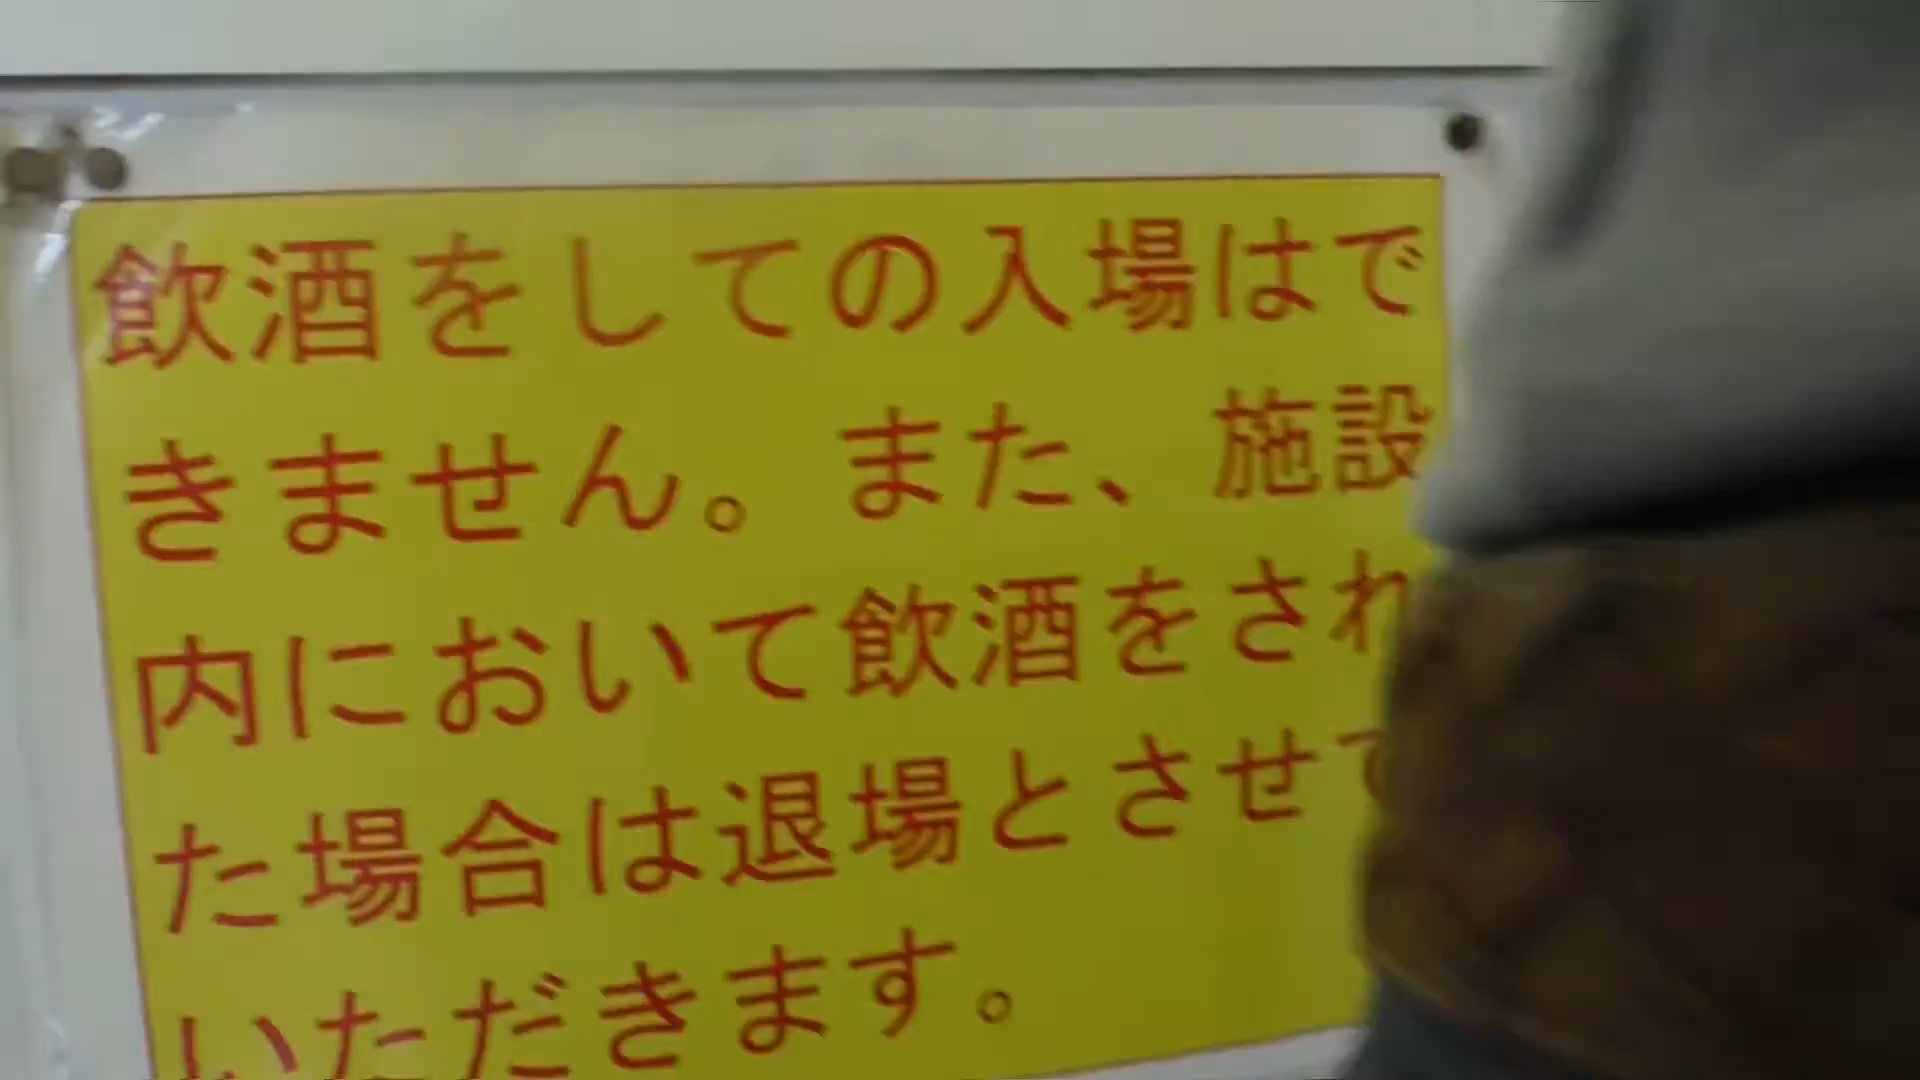 飲酒をしての入場はで
きません。また、施設
内において飲酒をされ
た場合は退場とさせて
いただきます。